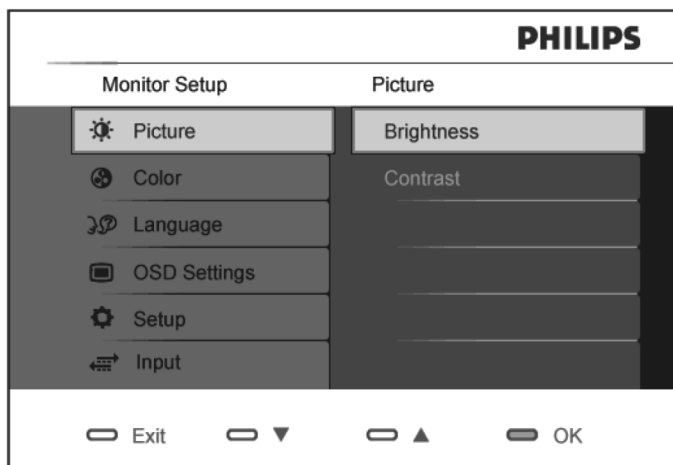 PHILIPS
Monitor Setup
Picture
Picture
Brightness
Color
Contrast
Language
OSD Settings
Setup
Input
Exit ▼ ▲ OK